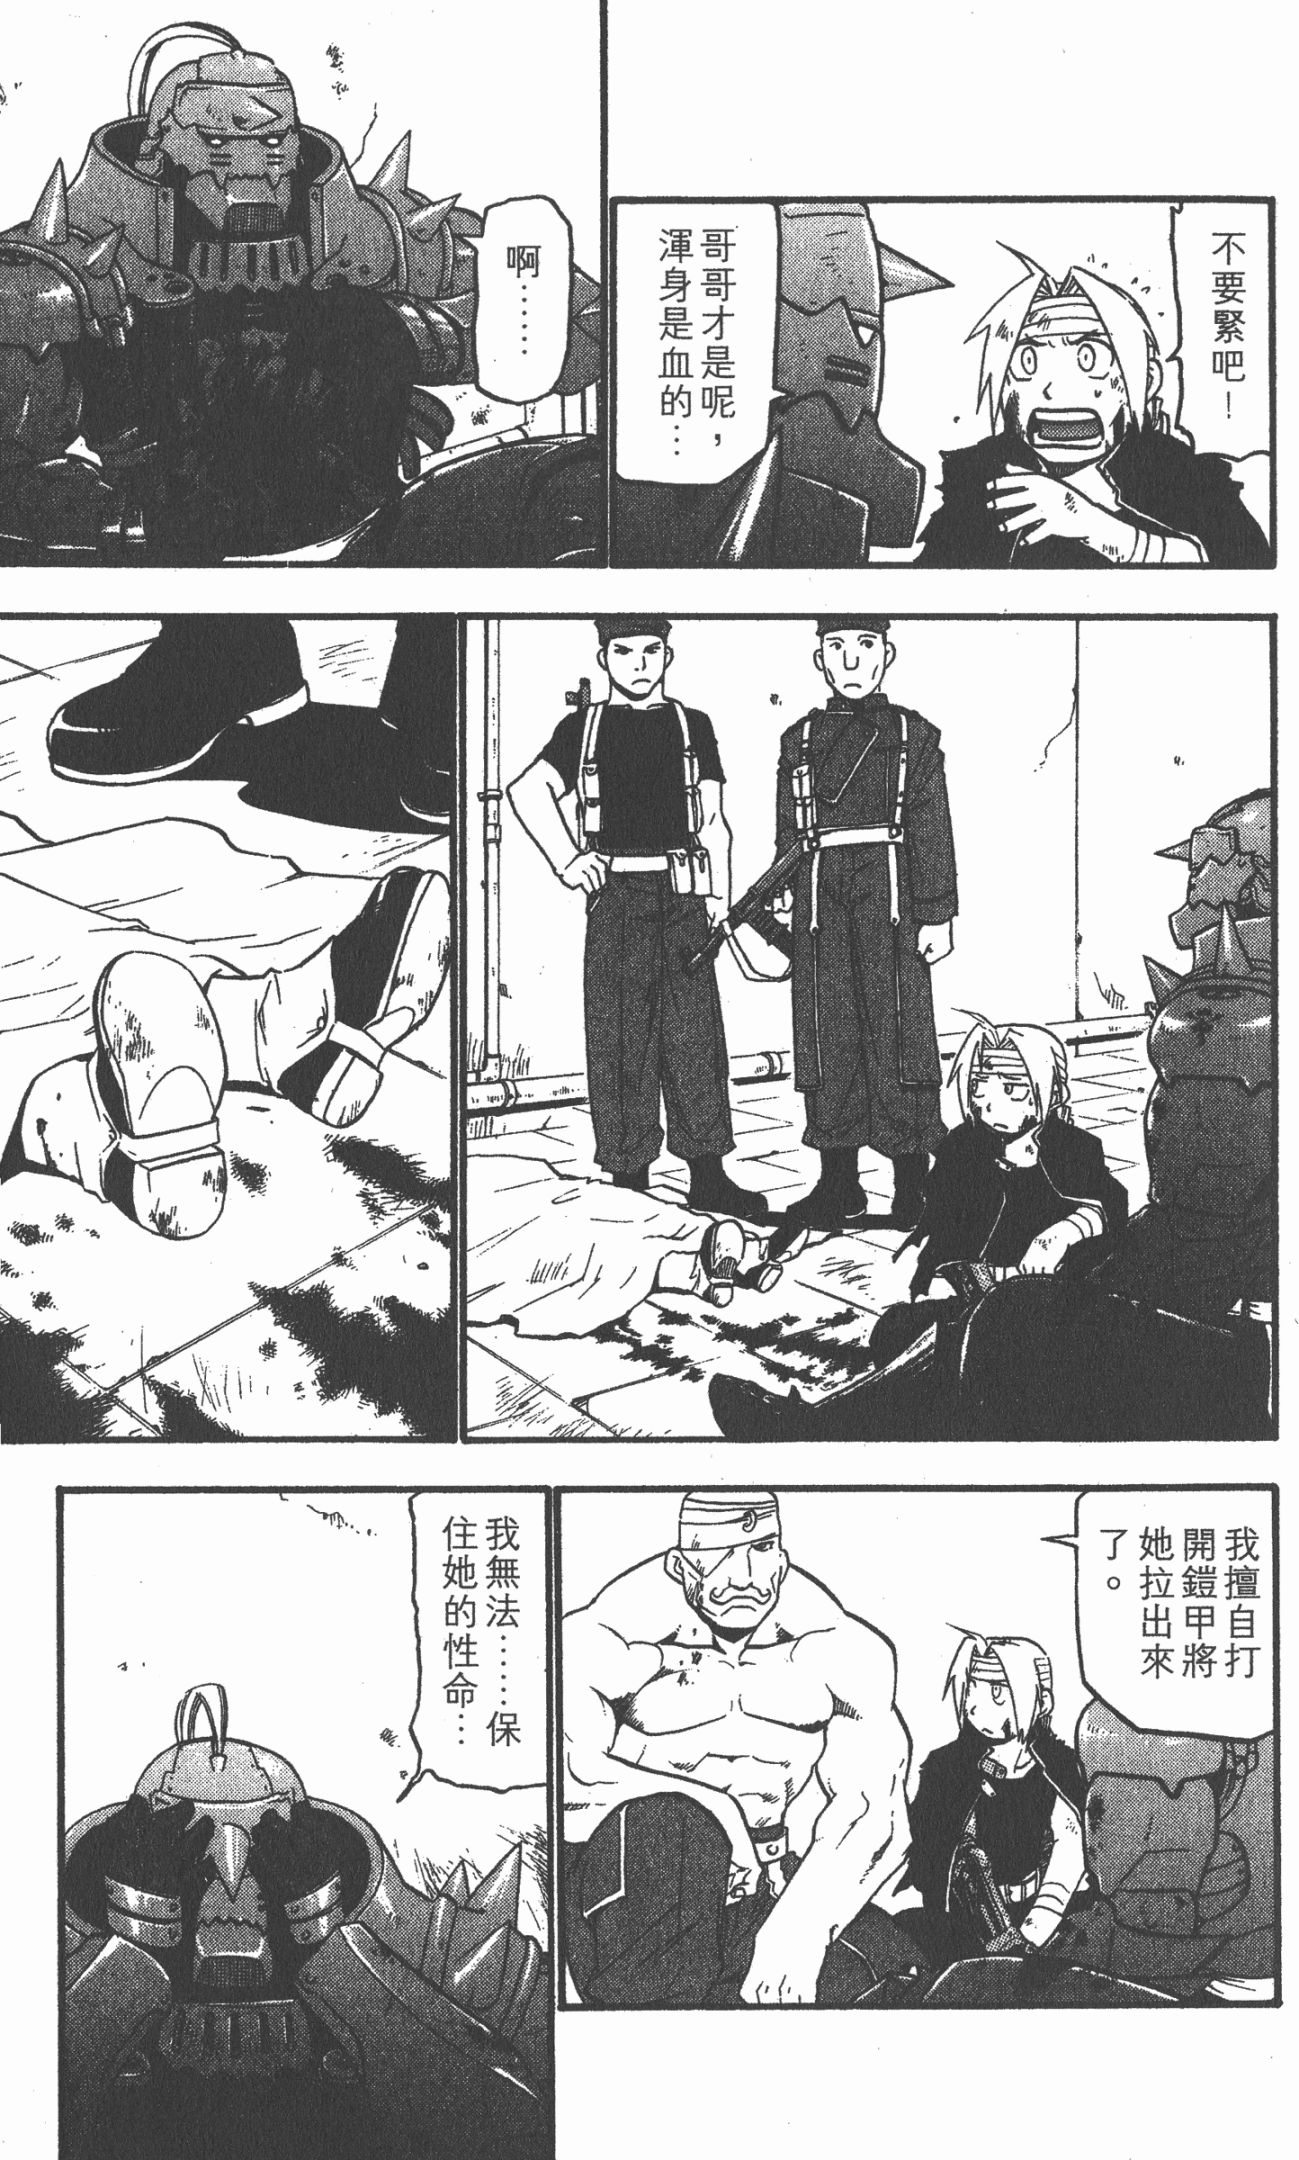 不要緊吧！
哥哥才是呢，
渾身是血的…
啊……
我擅自打
開鎧甲將
她拉出來
了。
我無法……保
住她的性命…